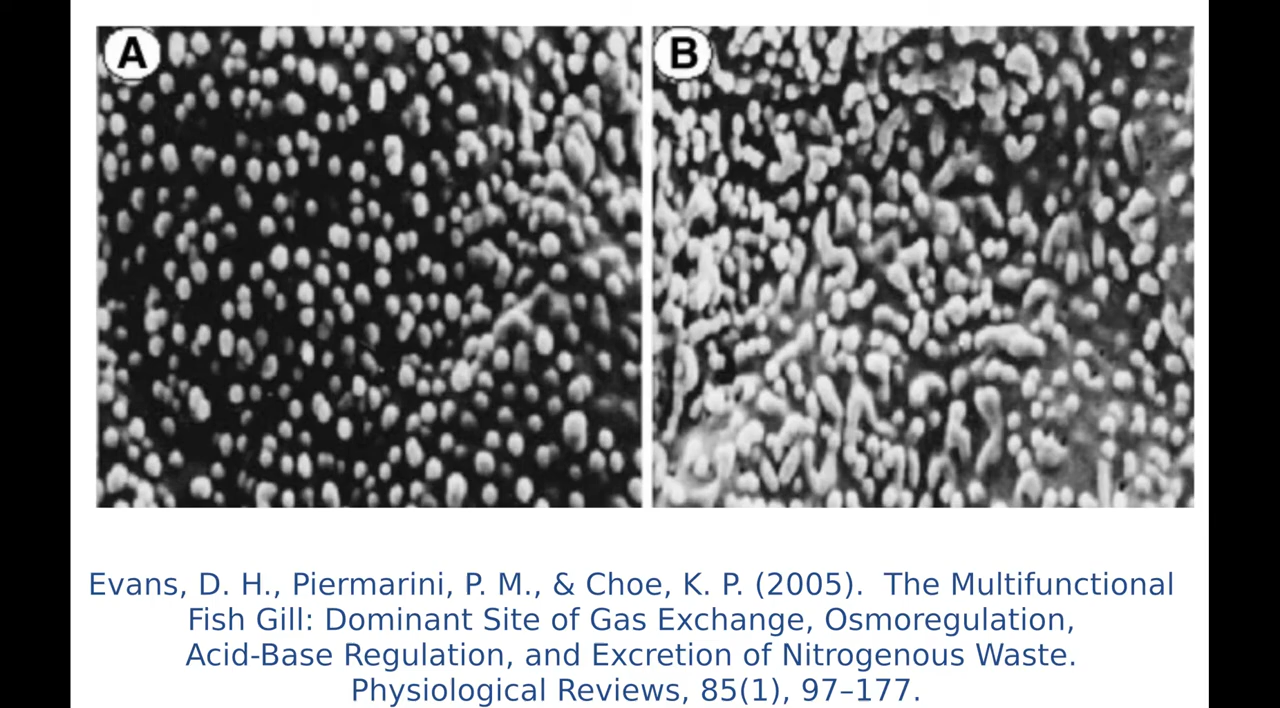 A
B
Evans, D. H., Piermarini, P. M., & Choe, K. P. (2005). The Multifunctional
Fish Gill: Dominant Site of Gas Exchange, Osmoregulation,
Acid-Base Regulation, and Excretion of Nitrogenous Waste.
Physiological Reviews, 85(1), 97–177.